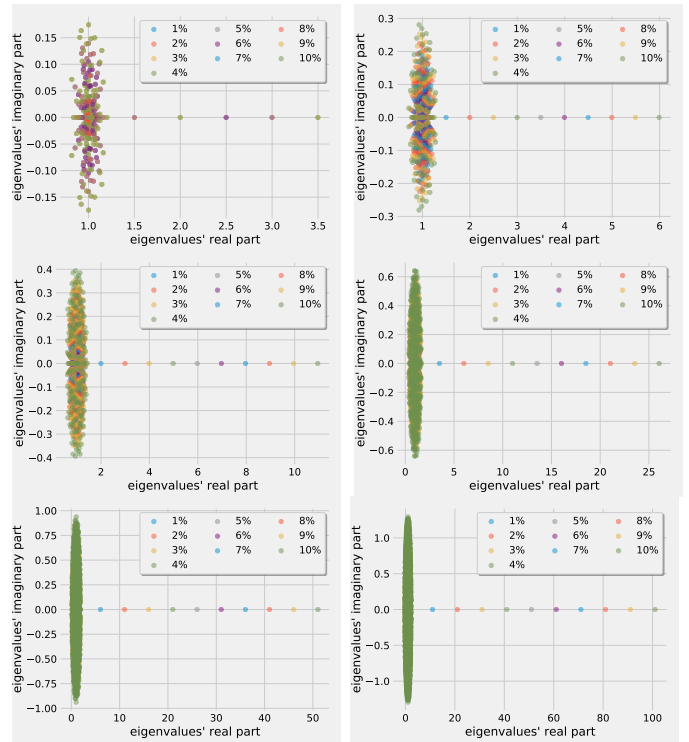 1% 5% 8%
2% 6% 9%
3% 7% 10%
4%
eigenvalues' imaginary part
0.15
0.10
0.05
0.00
−0.05
−0.10
−0.15
1.0 1.5 2.0 2.5 3.0 3.5
eigenvalues' real part
1% 5% 8%
2% 6% 9%
3% 7% 10%
4%
eigenvalues' imaginary part
0.3
0.2
0.1
0.0
−0.1
−0.2
−0.3
1 2 3 4 5 6
eigenvalues' real part
1% 5% 8%
2% 6% 9%
3% 7% 10%
4%
eigenvalues' imaginary part
0.4
0.3
0.2
0.1
0.0
−0.1
−0.2
−0.3
−0.4
2 4 6 8 10
eigenvalues' real part
1% 5% 8%
2% 6% 9%
3% 7% 10%
4%
eigenvalues' imaginary part
0.6
0.4
0.2
0.0
−0.2
−0.4
−0.6
0 5 10 15 20 25
eigenvalues' real part
1% 5% 8%
2% 6% 9%
3% 7% 10%
4%
eigenvalues' imaginary part
1.00
0.75
0.50
0.25
0.00
−0.25
−0.50
−0.75
−1.00
0 10 20 30 40 50
eigenvalues' real part
1% 5% 8%
2% 6% 9%
3% 7% 10%
4%
eigenvalues' imaginary part
1.0
0.5
0.0
−0.5
−1.0
0 20 40 60 80 100
eigenvalues' real part